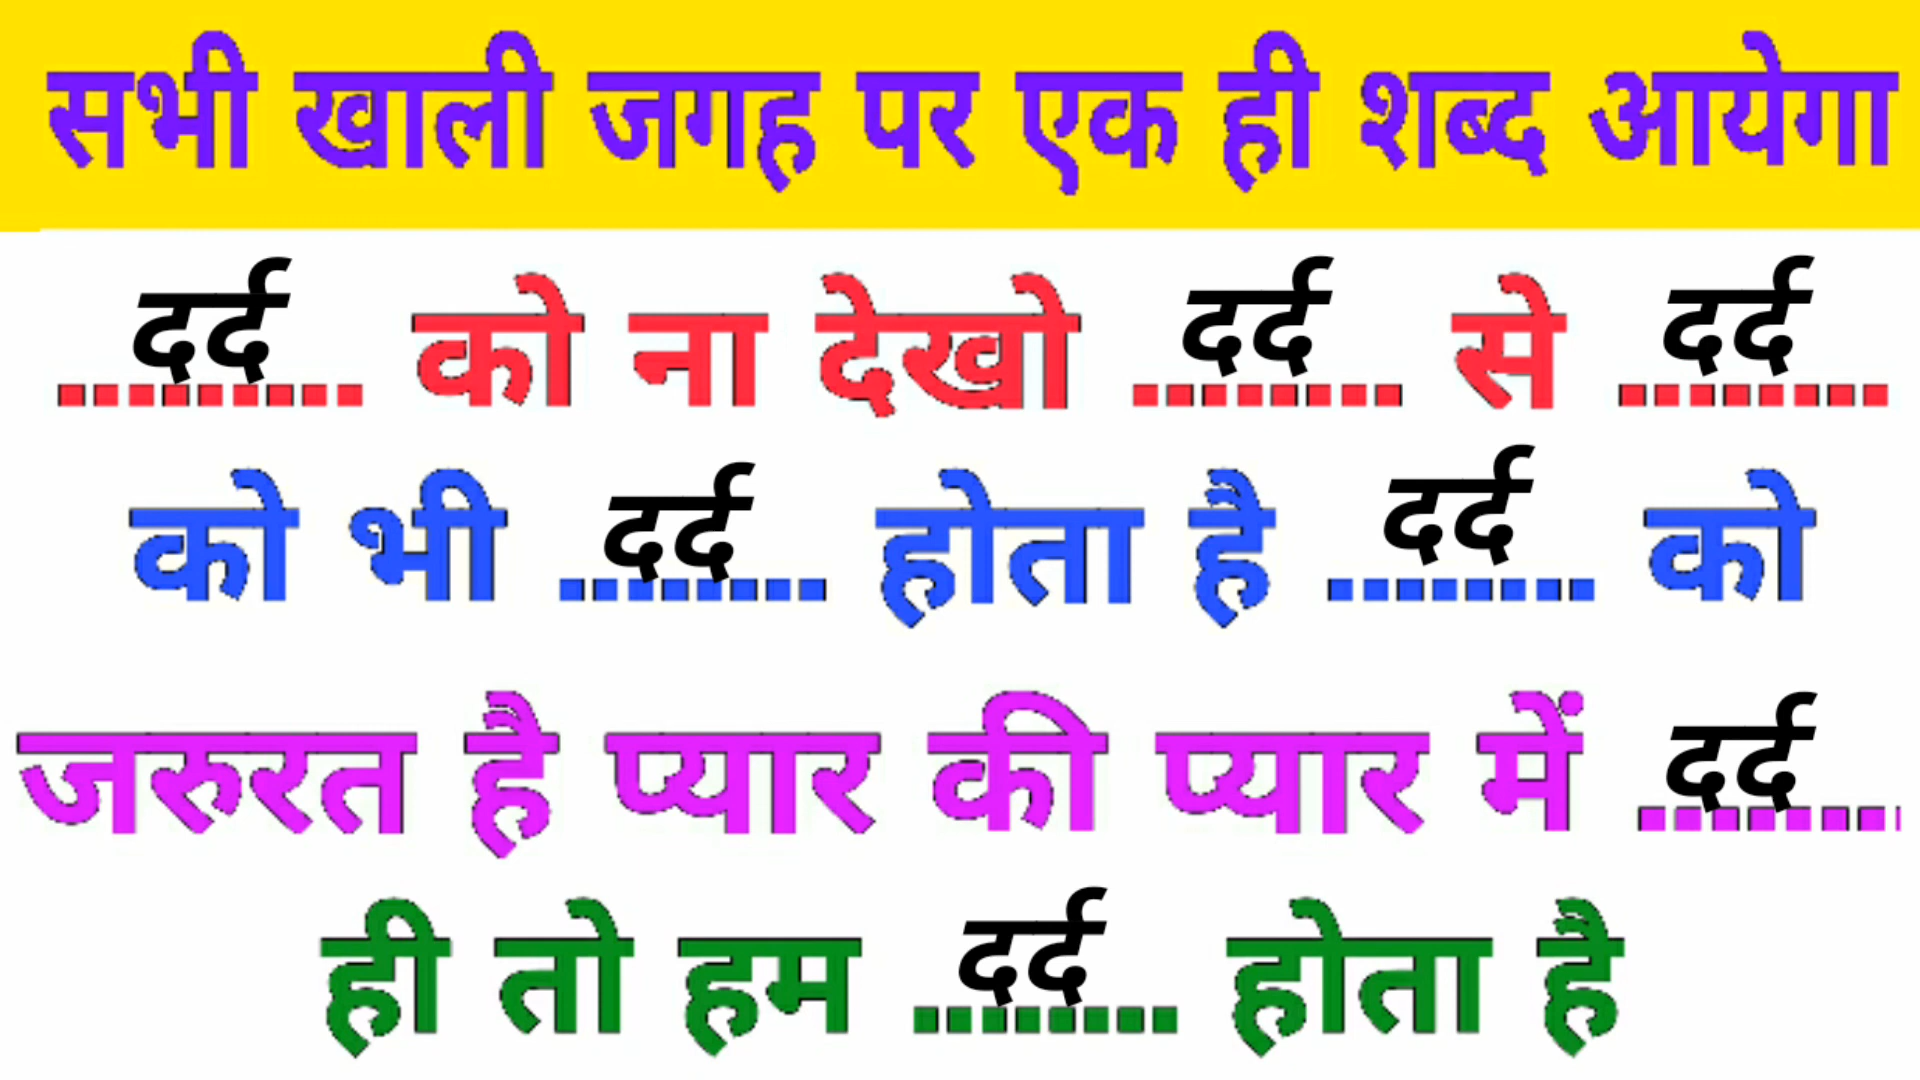 सभी खाली जगह पर एक ही शब्द आयेगा
दर्द को ना देखो दर्द से दर्द
को भी दर्द होता है दर्द को
जरुरत है प्यार की प्यार में दर्द
ही तो हम दर्द होता है